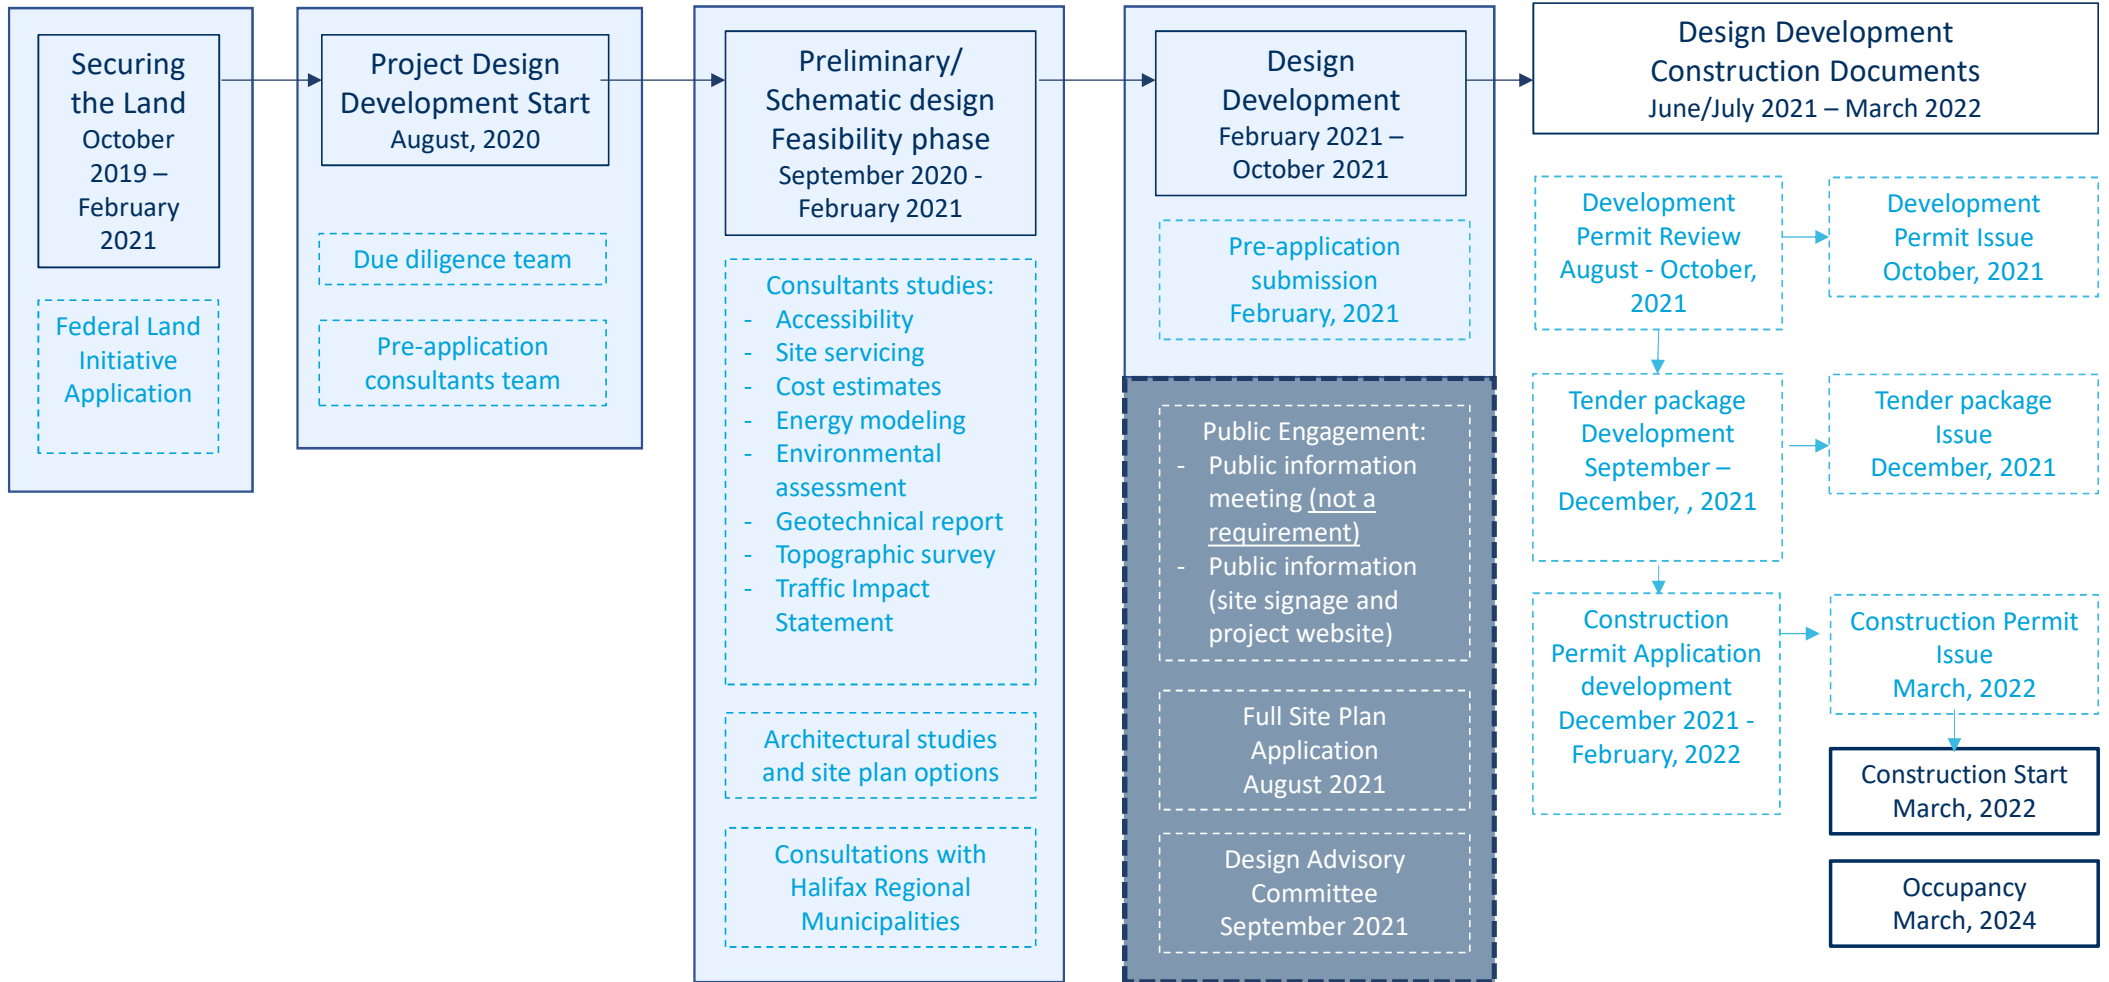 Securing
the Land
October
2019 –
February
2021
Federal Land
Initiative
Application
Project Design
Development Start
August, 2020
Due diligence team
Pre-application
consultants team
Preliminary/
Schematic design
Feasibility phase
September 2020 -
February 2021
Consultants studies:
- Accessibility
- Site servicing
- Cost estimates
- Energy modeling
- Environmental
assessment
- Geotechnical report
- Topographic survey
- Traffic Impact
Statement
Architectural studies
and site plan options
Consultations with
Halifax Regional
Municipalities
Design
Development
February 2021 –
October 2021
Pre-application
submission
February, 2021
Public Engagement:
- Public information
meeting (not a
requirement)
- Public information
(site signage and
project website)
Full Site Plan
Application
August 2021
Design Advisory
Committee
September 2021
Design Development
Construction Documents
June/July 2021 – March 2022
Development
Permit Review
August - October,
2021
Development
Permit Issue
October, 2021
Tender package
Development
September –
December, , 2021
Tender package
Issue
December, 2021
Construction
Permit Application
development
December 2021 -
February, 2022
Construction Permit
Issue
March, 2022
Construction Start
March, 2022
Occupancy
March, 2024